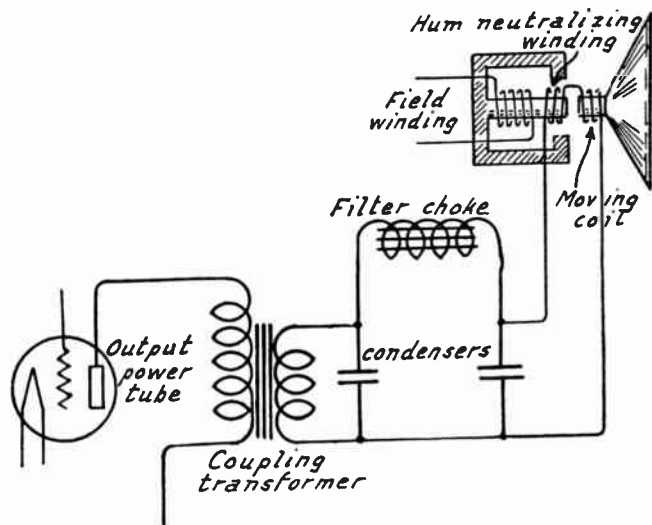 Hum neutralizing
winding
Field
winding
Moving
coil
Filter choke
Output
power
tube
condensers
Coupling
transformer